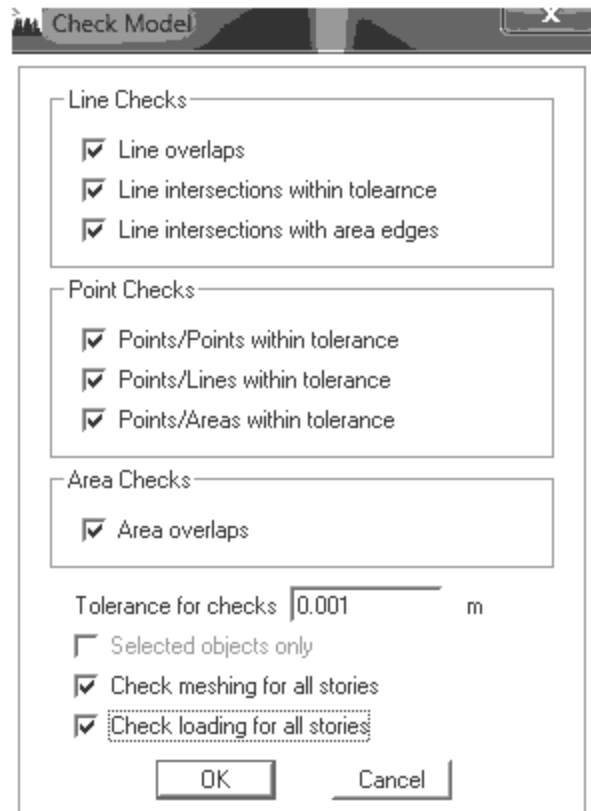 Check Model
Line Checks
Line overlaps
Line intersections within tolearnce
Line intersections with area edges
Point Checks
Points/Points within tolerance
Points/Lines within tolerance
Points/Areas within tolerance
Area Checks
Area overlaps
Tolerance for checks 0.001 m
Selected objects only
Check meshing for all stories
Check loading for all stories
OK Cancel